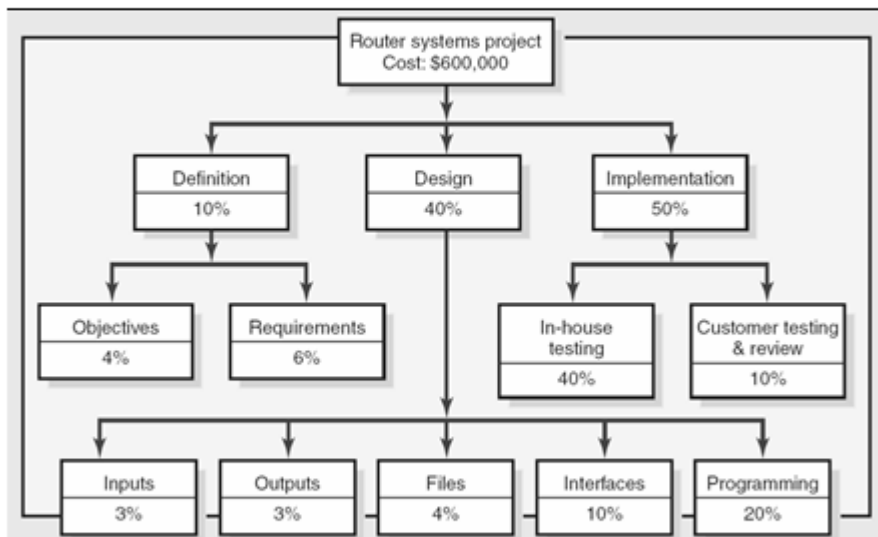 Router systems project
Cost: $600,000
Definition
10%
Design
40%
Implementation
50%
Objectives
4%
Requirements
6%
In-house
testing
40%
Customer testing
& review
10%
Inputs
3%
Outputs
3%
Files
4%
Interfaces
10%
Programming
20%